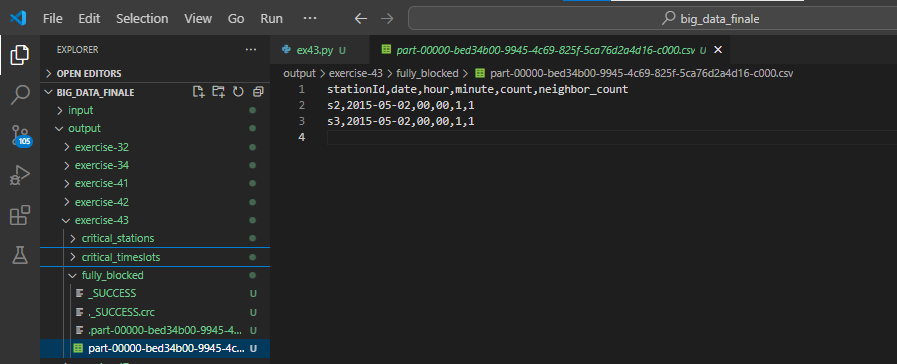 File Edit Selection View Go Run ... big_data_finale
EXPLORER ...
OPEN EDITORS
BIG_DATA_FINALE
input
output
exercise-32
exercise-34
exercise-41
exercise-42
exercise-43
critical_stations
critical_timeslots
fully_blocked
_SUCCESS U
._SUCCESS.crc U
.part-00000-bed34b00-9945-4... U
part-00000-bed34b00-9945-4c... U
105
ex43.py U
part-00000-bed34b00-9945-4c69-825f-5ca76d2a4d16-c000.csv U
output > exercise-43 > fully_blocked > part-00000-bed34b00-9945-4c69-825f-5ca76d2a4d16-c000.csv
1 stationId,date,hour,minute,count,neighbor_count
2 s2,2015-05-02,00,00,1,1
3 s3,2015-05-02,00,00,1,1
4